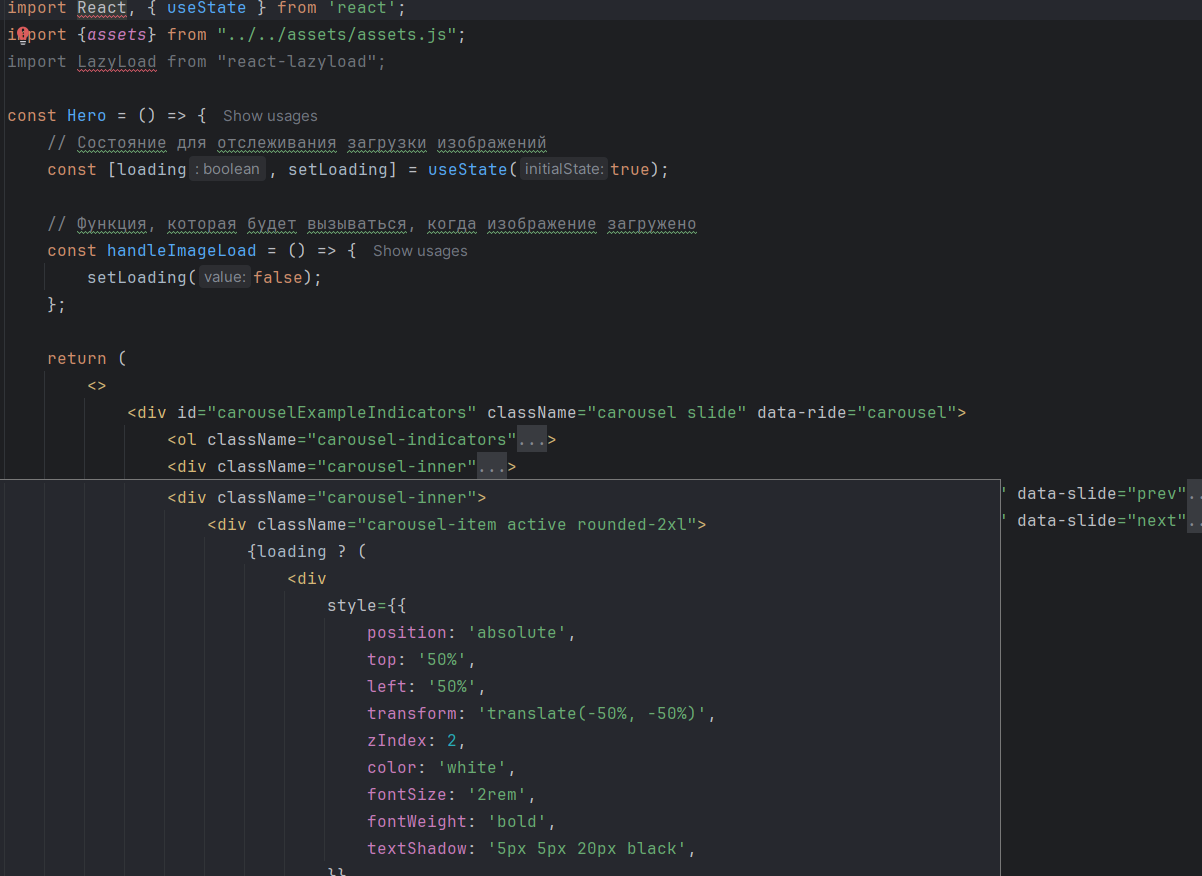 import React, { useState } from 'react';
import {assets} from "../../assets/assets.js";
import LazyLoad from "react-lazyload";
const Hero = () => { Show usages
// Состояние для отслеживания загрузки изображений
const [loading : boolean , setLoading] = useState( initialState: true);
// Функция, которая будет вызываться, когда изображение загружено
const handleImageLoad = () => { Show usages
setLoading( value: false);
};
return (
<>
<div id="carouselExampleIndicators" className="carousel slide" data-ride="carousel">
<ol className="carousel-indicators"...>
<div className="carousel-inner"...>
<div className="carousel-inner">
" data-slide="prev"...
<div className="carousel-item active rounded-2xl">
" data-slide="next"...
{loading ? (
<div
style={{
position: 'absolute',
top: '50%',
left: '50%',
transform: 'translate(-50%, -50%)',
zIndex: 2,
color: 'white',
fontSize: '2rem',
fontWeight: 'bold',
textShadow: '5px 5px 20px black',
}}